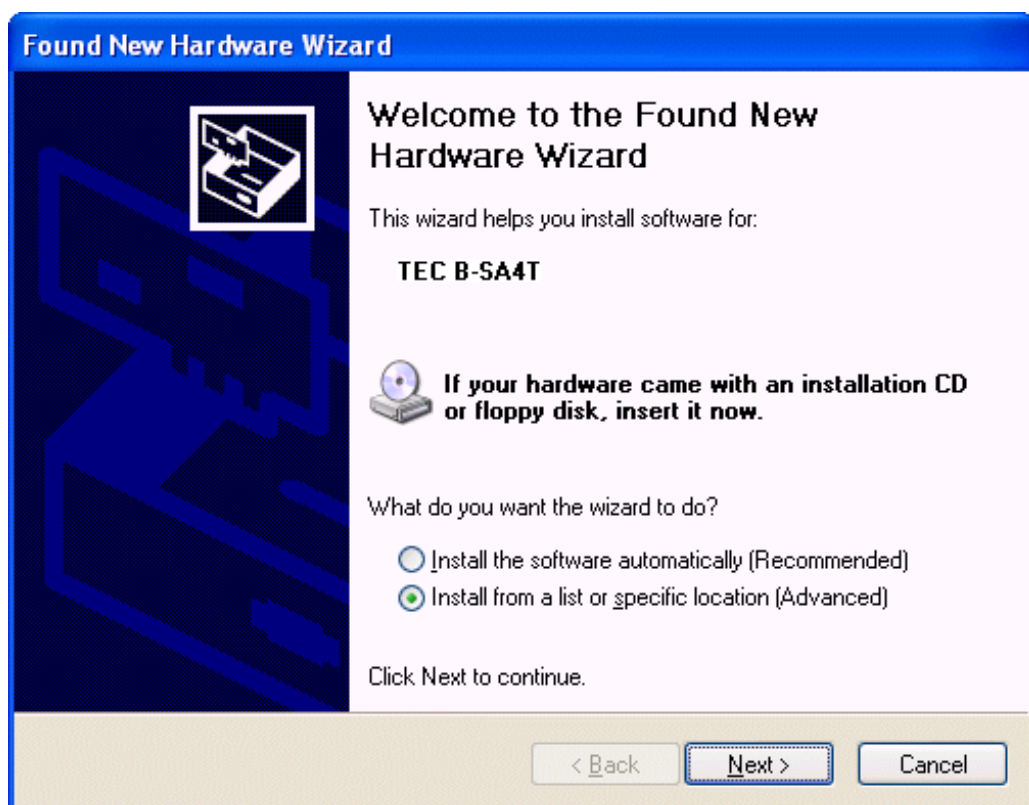 Found New Hardware Wizard
Welcome to the Found New
Hardware Wizard
This wizard helps you install software for:
TEC B-SA4T
If your hardware came with an installation CD
or floppy disk, insert it now.
What do you want the wizard to do?
Install the software automatically (Recommended)
Install from a list or specific location (Advanced)
Click Next to continue.
< Back
Next >
Cancel